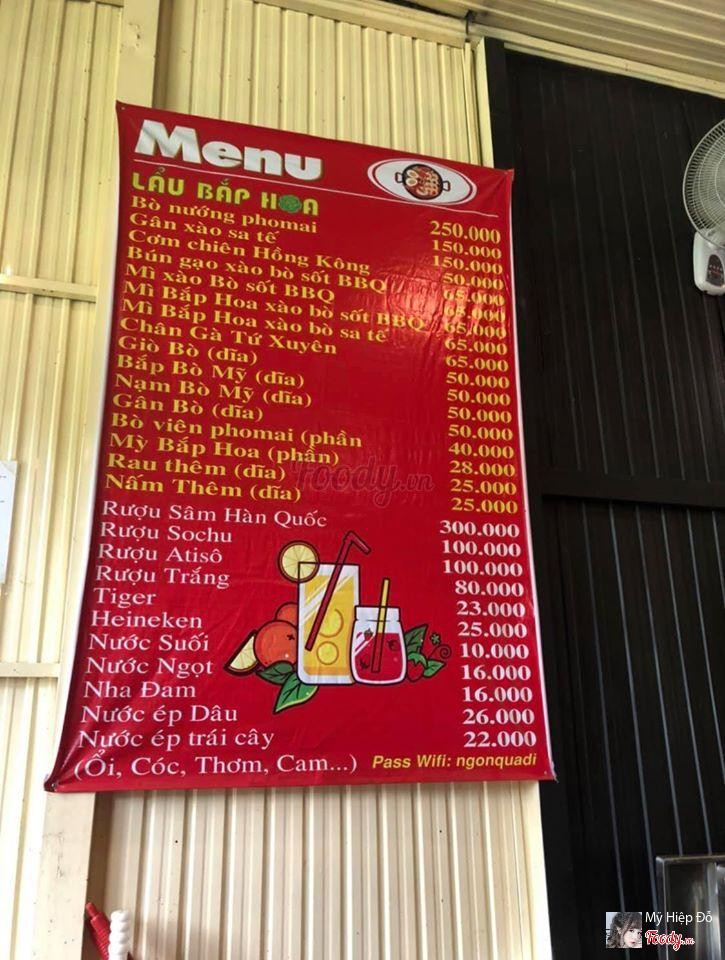 Menu
LẨU BẮP HOA 250.000
Bò nướng phomai 150.000
Gân xào sa tế 150.000
Cơm chiên Hồng Kông 50.000
Bún gạo xào bò sốt BBQ 65.000
Mì xào Bò sốt BBQ 65.000
Mì Bắp Hoa xào bò sốt BBQ 65.000
Mì Bắp Hoa xào bò sa tế 65.000
Chân Gà Tứ Xuyên 65.000
Giò Bò (dĩa) 50.000
Bắp Bò Mỹ (dĩa) 50.000
Nạm Bò Mỹ (dĩa) 50.000
Gân Bò (dĩa) 50.000
Bò viên phomai (phần 40.000
Mỳ Bắp Hoa (phần) 28.000
Rau thêm (dĩa) 25.000
Nấm Thêm (dĩa) 25.000
Rượu Sâm Hàn Quốc 300.000
Rượu Sochu 100.000
Rượu Atisô 100.000
Rượu Trắng 80.000
Tiger 23.000
Heineken 25.000
Nước Suối 10.000
Nước Ngọt 16.000
Nha Đam 16.000
Nước ép Dâu 26.000
Nước ép trái cây 22.000
(Ổi, Cóc, Thơm, Cam...) Pass Wifi: ngonquadi
Foody.vn
Mỹ Hiệp Đỗ
Foody.vn